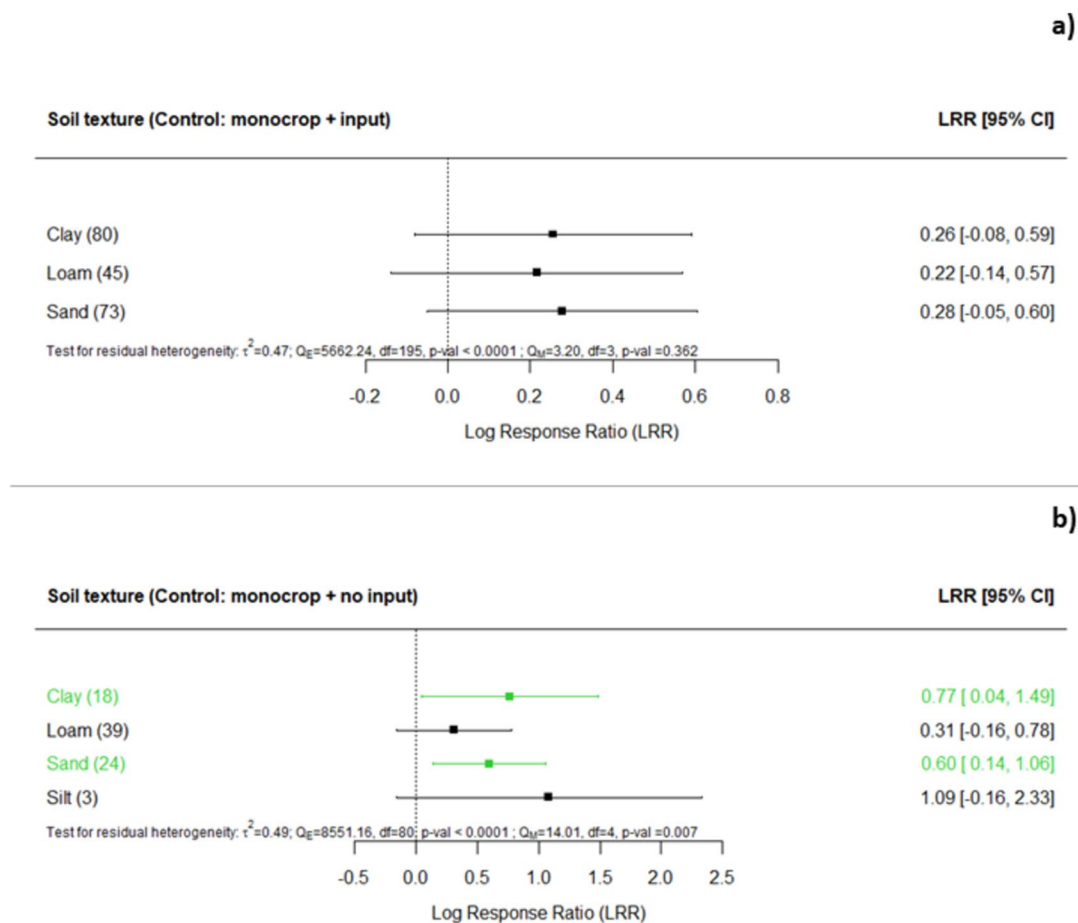 a)
Soil texture (Control: monocrop + input) LRR [95% CI]
Clay (80) 0.26 [-0.08, 0.59]
Loam (45) 0.22 [-0.14, 0.57]
Sand (73) 0.28 [-0.05, 0.60]
Test for residual heterogeneity: τ²=0.47; Q_E=5662.24, df=195, p-val < 0.0001 ; Q_M=3.20, df=3, p-val =0.362
-0.2 0.0 0.2 0.4 0.6 0.8
Log Response Ratio (LRR)
b)
Soil texture (Control: monocrop + no input) LRR [95% CI]
Clay (18) 0.77 [ 0.04, 1.49]
Loam (39) 0.31 [-0.16, 0.78]
Sand (24) 0.60 [ 0.14, 1.06]
Silt (3) 1.09 [-0.16, 2.33]
Test for residual heterogeneity: τ²=0.49; Q_E=8551.16, df=80, p-val < 0.0001 ; Q_M=14.01, df=4, p-val =0.007
-0.5 0.0 0.5 1.0 1.5 2.0 2.5
Log Response Ratio (LRR)